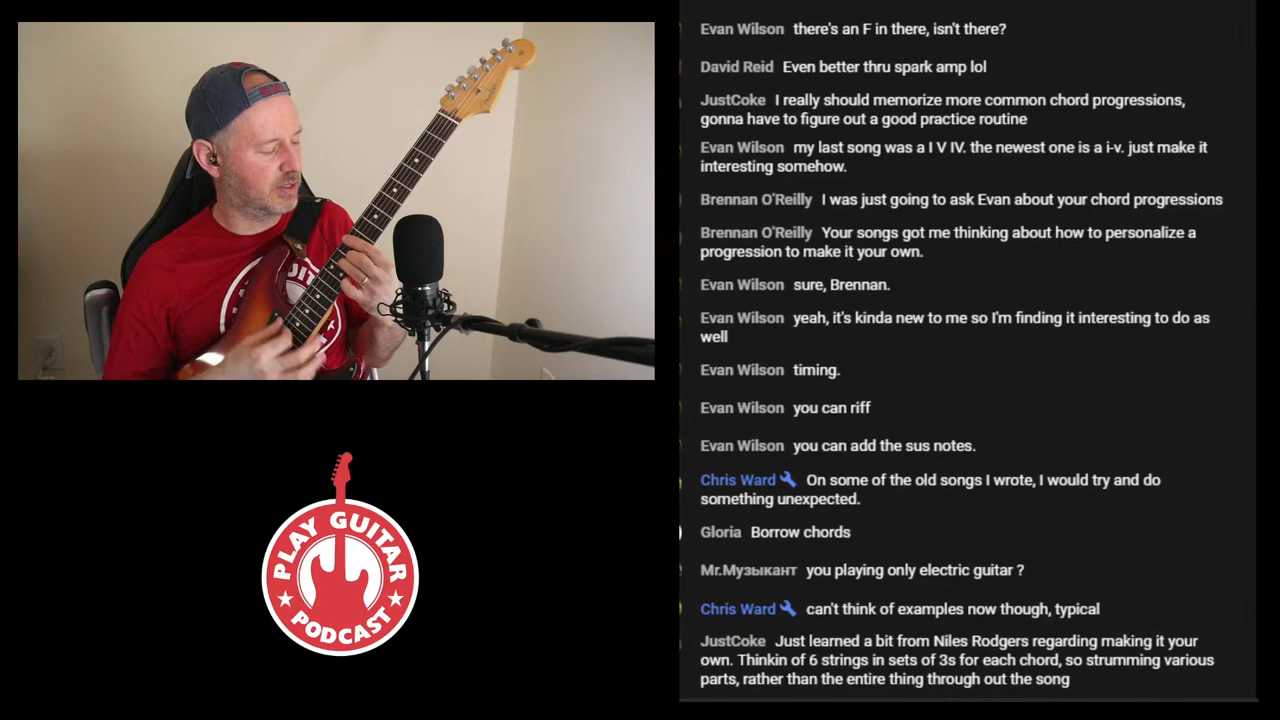 Evan Wilson there's an F in there, isn't there?
David Reid Even better thru spark amp lol
JustCoke I really should memorize more common chord progressions,
gonna have to figure out a good practice routine
Evan Wilson my last song was a I V IV. the newest one is a i-v. just make it
interesting somehow.
Brennan O'Reilly I was just going to ask Evan about your chord progressions
Brennan O'Reilly Your songs got me thinking about how to personalize a
progression to make it your own.
Evan Wilson sure, Brennan.
Evan Wilson yeah, it's kinda new to me so I'm finding it interesting to do as
well
Evan Wilson timing.
Evan Wilson you can riff
Evan Wilson you can add the sus notes.
Chris Ward On some of the old songs I wrote, I would try and do
something unexpected.
Gloria Borrow chords
Mr.Музыкант you playing only electric guitar ?
Chris Ward can't think of examples now though, typical
JustCoke Just learned a bit from Niles Rodgers regarding making it your
own. Thinkin of 6 strings in sets of 3s for each chord, so strumming various
parts, rather than the entire thing through out the song
PLAY GUITAR
PODCAST